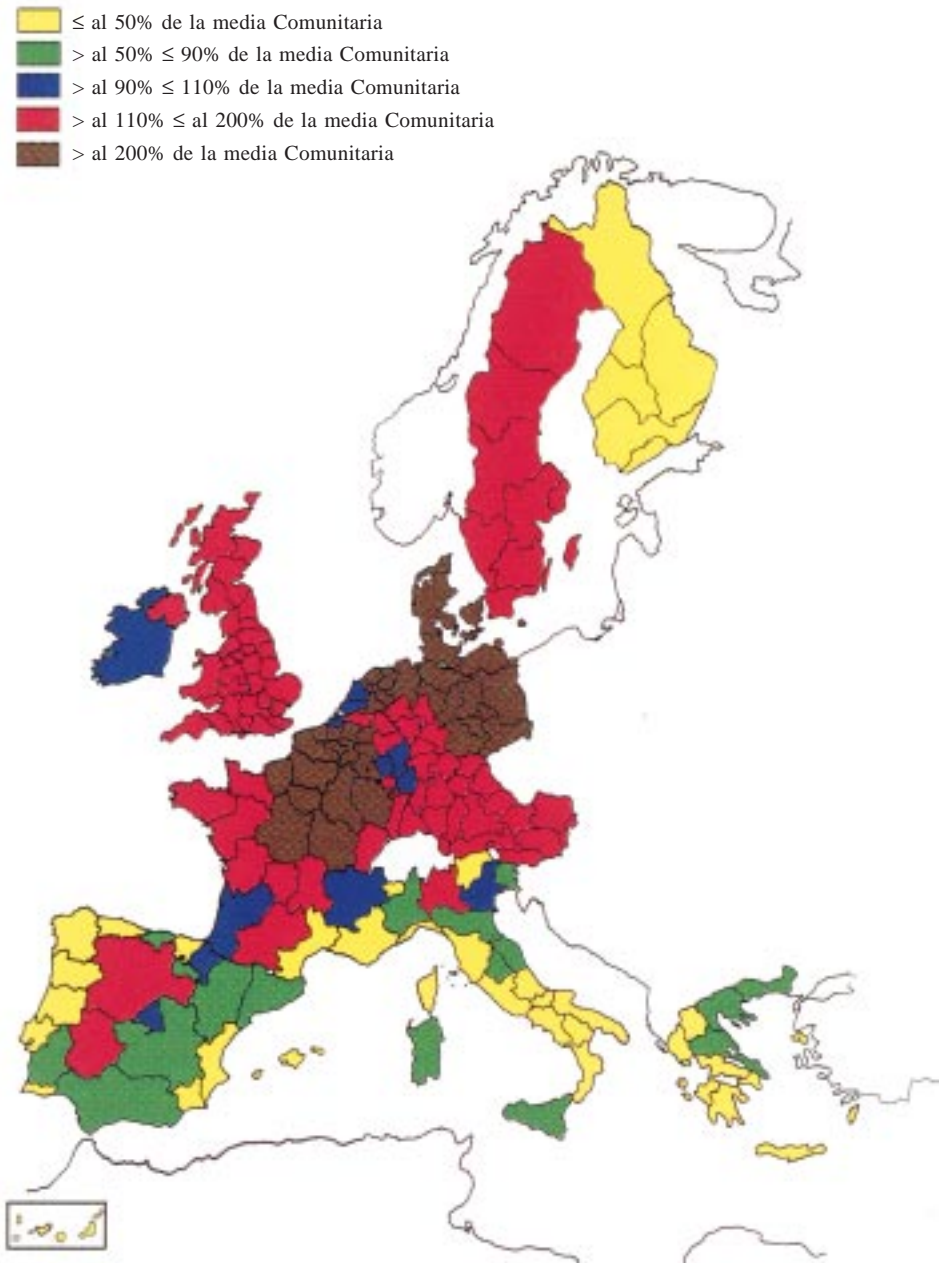 ≤ al 50% de la media Comunitaria
> al 50% ≤ 90% de la media Comunitaria
> al 90% ≤ 110% de la media Comunitaria
> al 110% ≤ al 200% de la media Comunitaria
> al 200% de la media Comunitaria